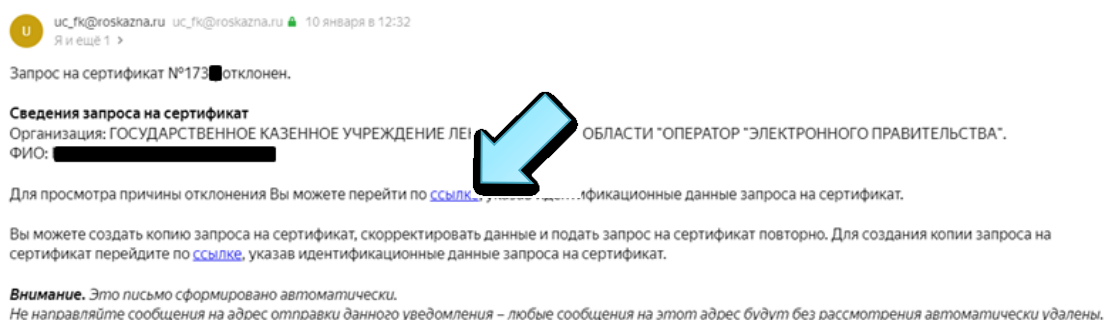 U uc_fk@roskazna.ru uc_fk@roskazna.ru 10 января в 12:32
Я и ещё 1 >
Запрос на сертификат №173 отклонен.
Сведения запроса на сертификат
Организация: ГОСУДАРСТВЕННОЕ КАЗЕННОЕ УЧРЕЖДЕНИЕ ОБЛАСТИ "ОПЕРАТОР "ЭЛЕКТРОННОГО ПРАВИТЕЛЬСТВА".
ФИО:
Для просмотра причины отклонения Вы можете перейти по ссылке данные запроса на сертификат.
Вы можете создать копию запроса на сертификат, скорректировать данные и подать запрос на сертификат повторно. Для создания копии запроса на
сертификат перейдите по ссылке, указав идентификационные данные запроса на сертификат.
Внимание. Это письмо сформировано автоматически.
Не направляйте сообщения на адрес отправки данного уведомления – любые сообщения на этот адрес будут без рассмотрения автоматически удалены.